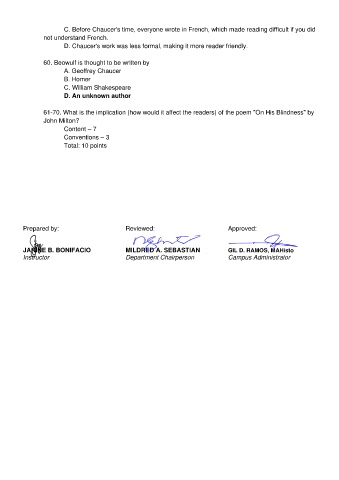 C. Before Chaucer's time, everyone wrote in French, which made reading difficult if you did
not understand French.
D. Chaucer's work was less formal, making it more reader friendly.
60. Beowulf is thought to be written by
A. Geoffrey Chaucer
B. Homer
C. William Shakespeare
D. An unknown author
61-70. What is the implication (how would it affect the readers) of the poem "On His Blindness" by
John Milton?
Content – 7
Conventions – 3
Total: 10 points
Prepared by: Reviewed: Approved:
B. BONIFACIO MILDRED A. SEBASTIAN GIL D. RAMOS, MAHisto
Instructor Department Chairperson Campus Administrator